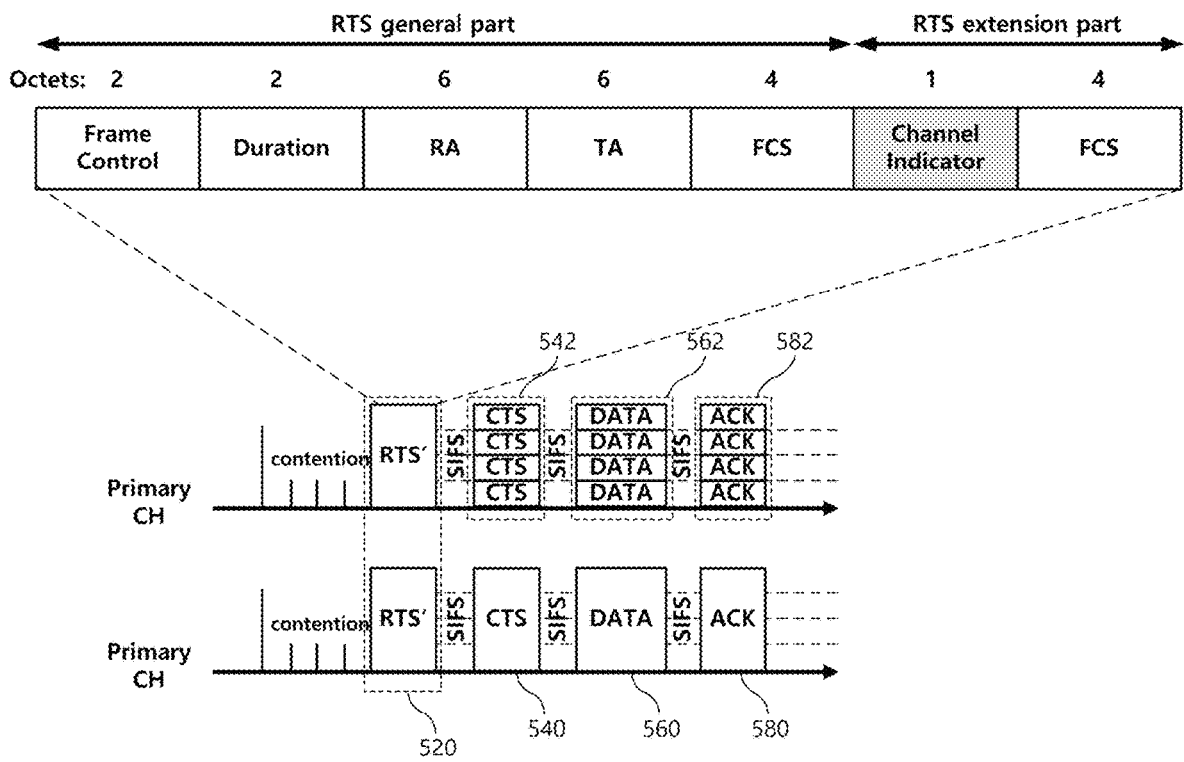 RTS general part RTS extension part
Octets: 2 2 6 6 4 1 4
Frame Control Duration RA TA FCS Channel Indicator FCS
542 562 582
contention RTS′ SIFS CTS SIFS DATA SIFS ACK
CTS DATA ACK
CTS DATA ACK
CTS DATA ACK
Primary CH
contention RTS′ SIFS CTS SIFS DATA SIFS ACK
Primary CH
520 540 560 580